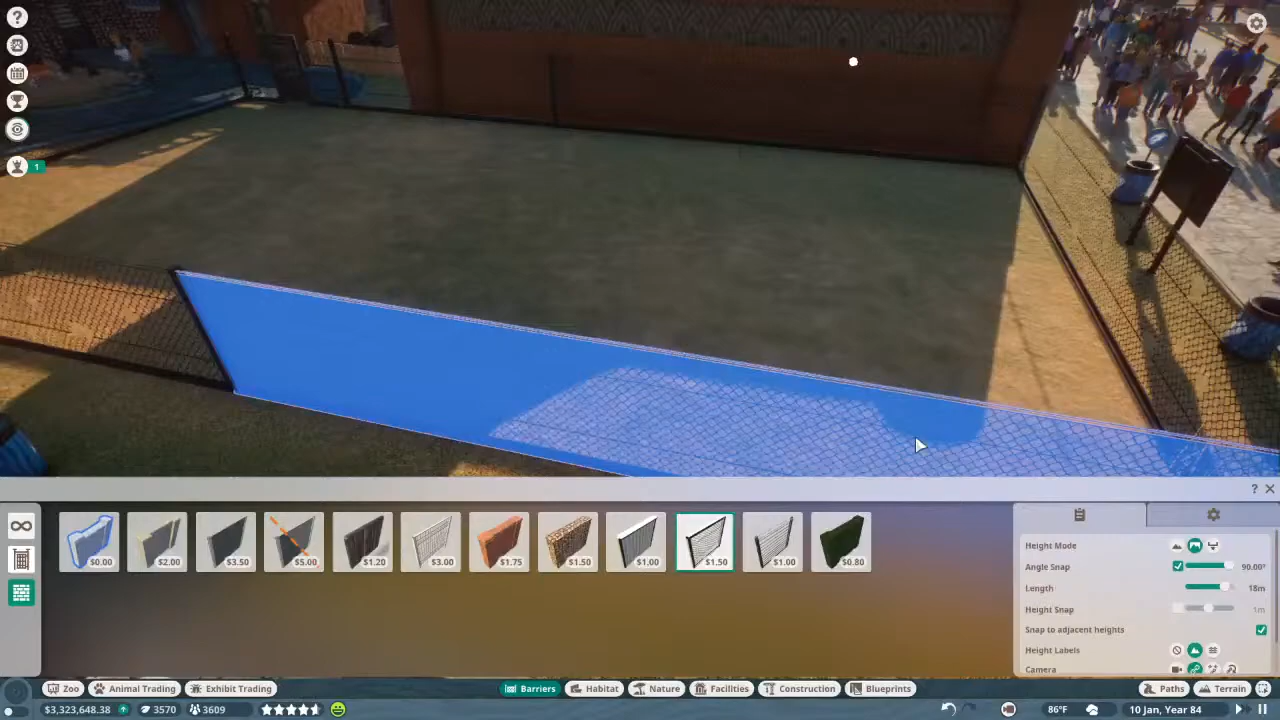 ?
1
? ✕
$0.00 $2.00 $3.50 $5.00 $1.20 $3.00 $1.75 $1.50 $1.00 $1.50 $1.00 $0.80
Height Mode
Angle Snap 90.00°
Length 18m
Height Snap 1m
Snap to adjacent heights
Height Labels
Camera
Zoo Animal Trading Exhibit Trading Barriers Habitat Nature Facilities Construction Blueprints Paths Terrain
$3,323,648.38 3570 3609 86°F 10 Jan, Year 84